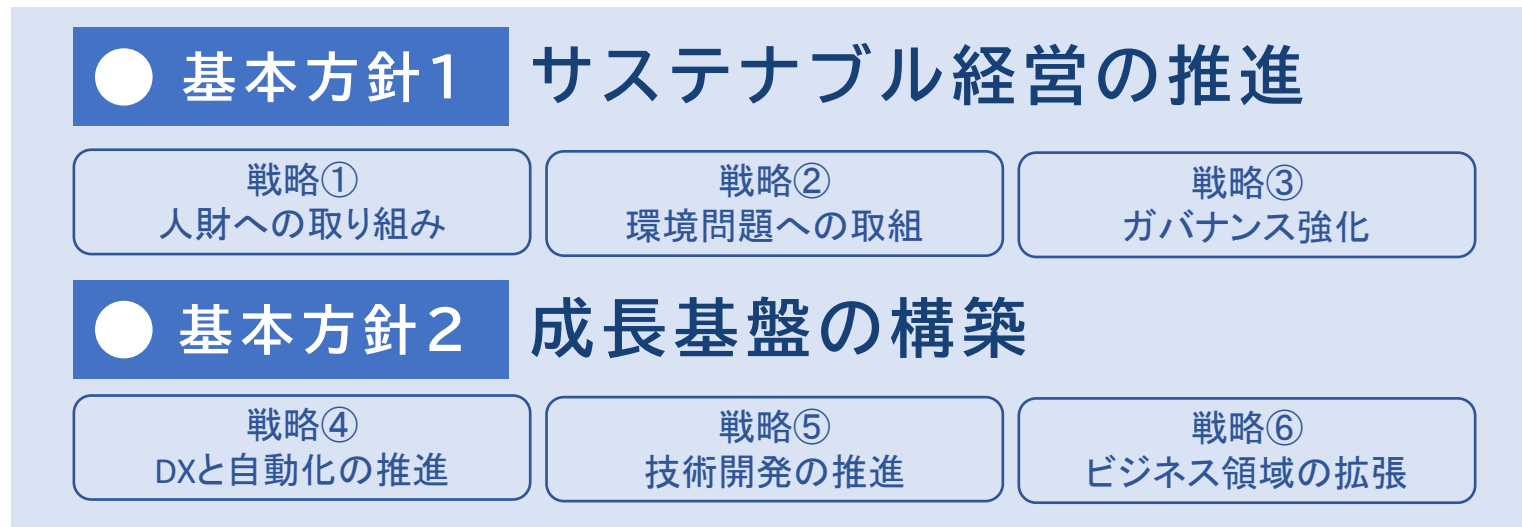 ● 基本方針1 サステナブル経営の推進
戦略①
人財への取り組み
戦略②
環境問題への取組
戦略③
ガバナンス強化
● 基本方針2 成長基盤の構築
戦略④
DXと自動化の推進
戦略⑤
技術開発の推進
戦略⑥
ビジネス領域の拡張